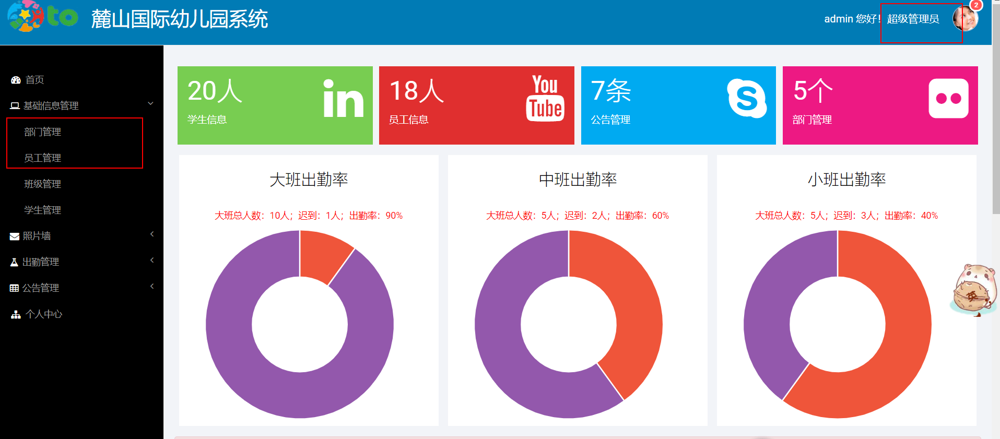 to
麓山国际幼儿园系统
admin 您好! 超级管理员
2
首页
基础信息管理
部门管理
员工管理
班级管理
学生管理
照片墙
出勤管理
公告管理
个人中心
20人
学生信息
in
18人
员工信息
You
Tube
7条
公告管理
S
5个
部门管理
大班出勤率
大班总人数：10人；迟到：1人；出勤率：90%
中班出勤率
大班总人数：5人；迟到：2人；出勤率：60%
小班出勤率
大班总人数：5人；迟到：3人；出勤率：40%
英